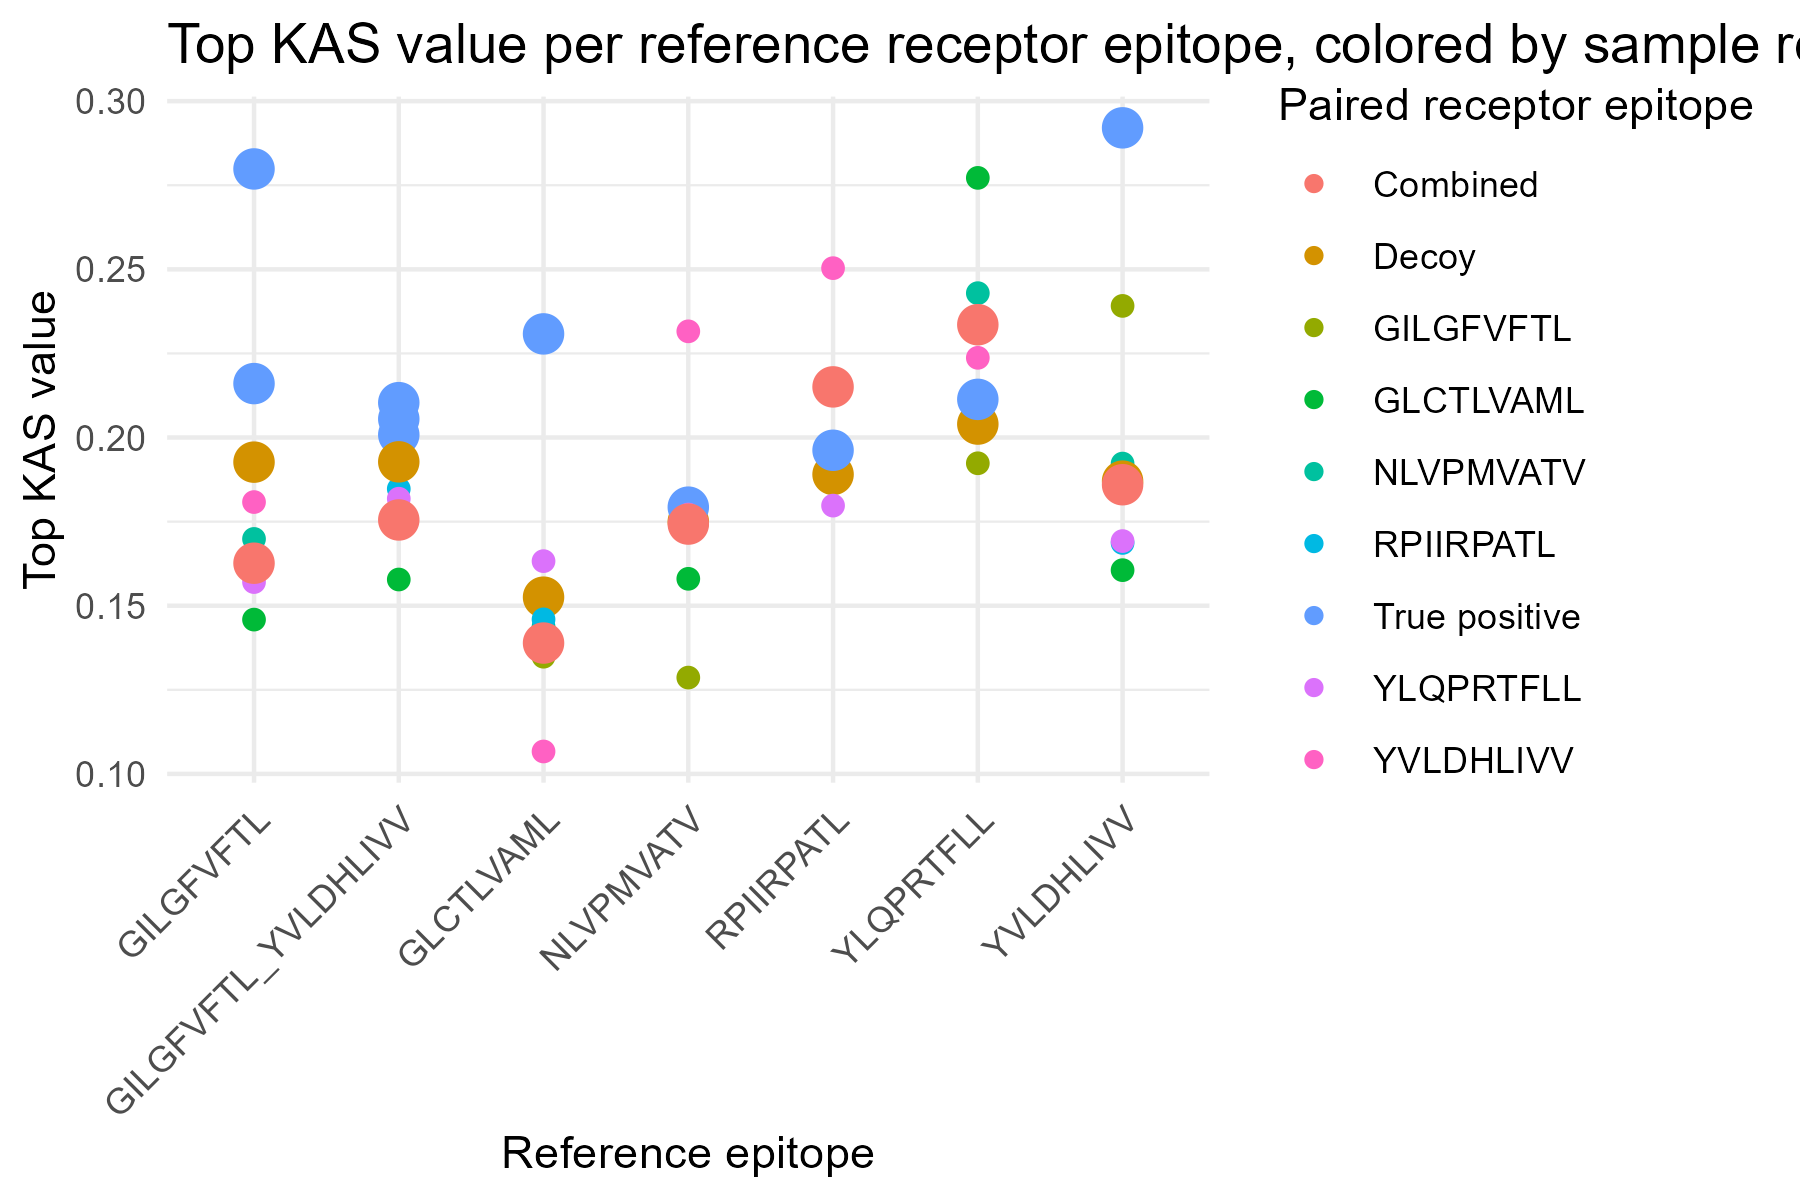 Top KAS value per reference receptor epitope, colored by sample
Paired receptor epitope
Combined
Decoy
GILGFVFTL
GLCTLVAML
NLVPMVATV
RPIIRPATL
True positive
YLQPRTFLL
YVLDHLIVV
Top KAS value
0.30
0.25
0.20
0.15
0.10
GILGFVFTL
GILGFVFTL_YVLDHLIVV
GLCTLVAML
NLVPMVATV
RPIIRPATL
YLQPRTFLL
YVLDHLIVV
Reference epitope